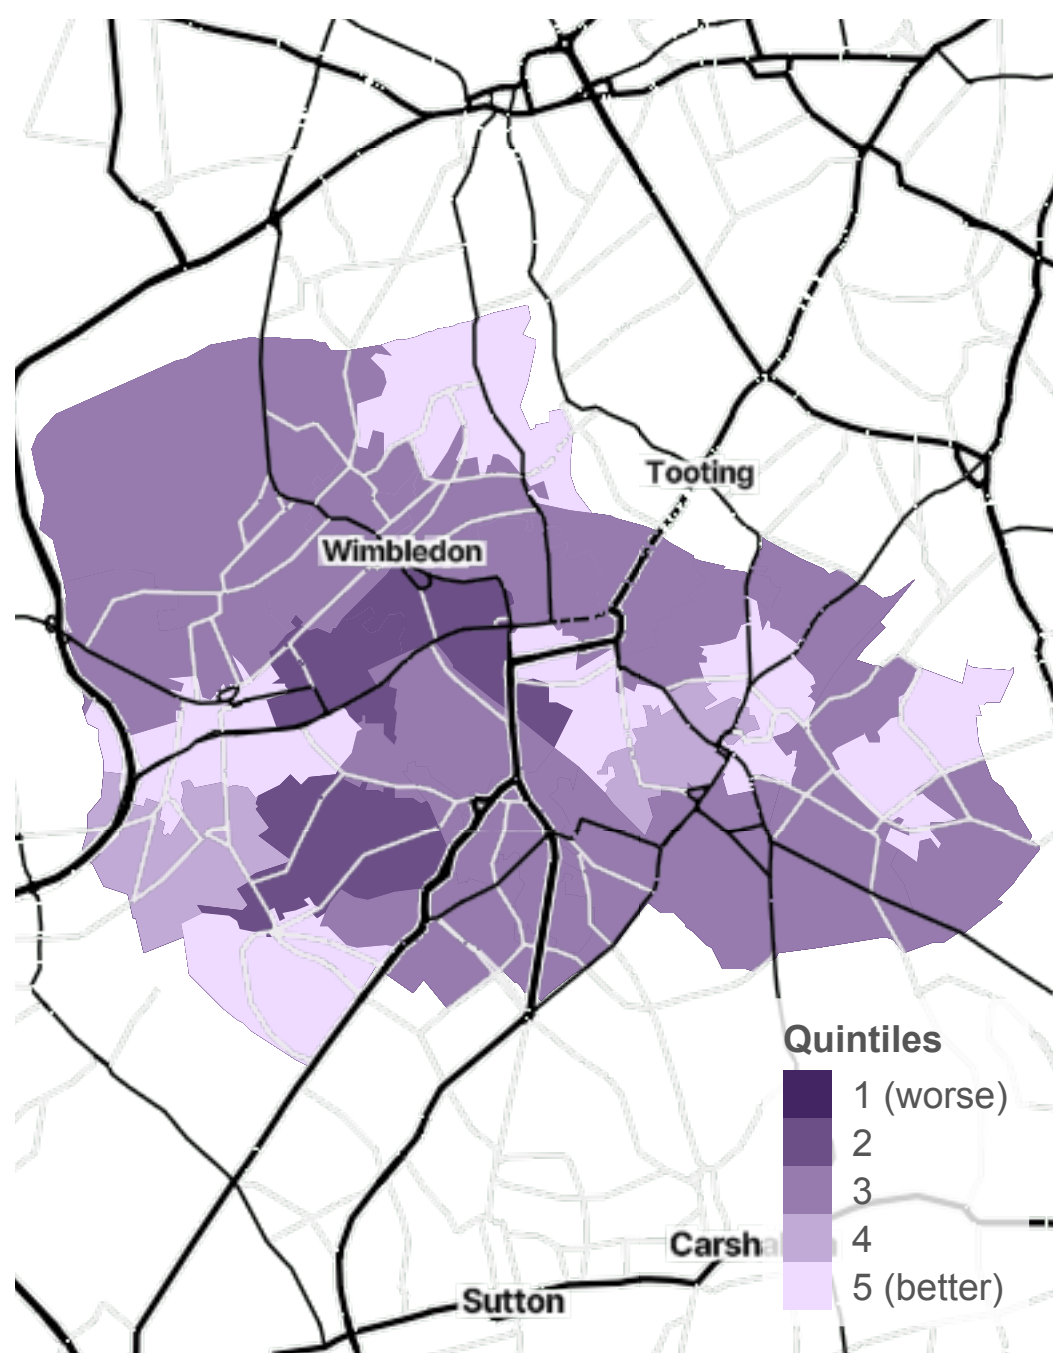 Tooting
Wimbledon
Quintiles
1 (worse)
2
3
4
5 (better)
Carsha
Sutton